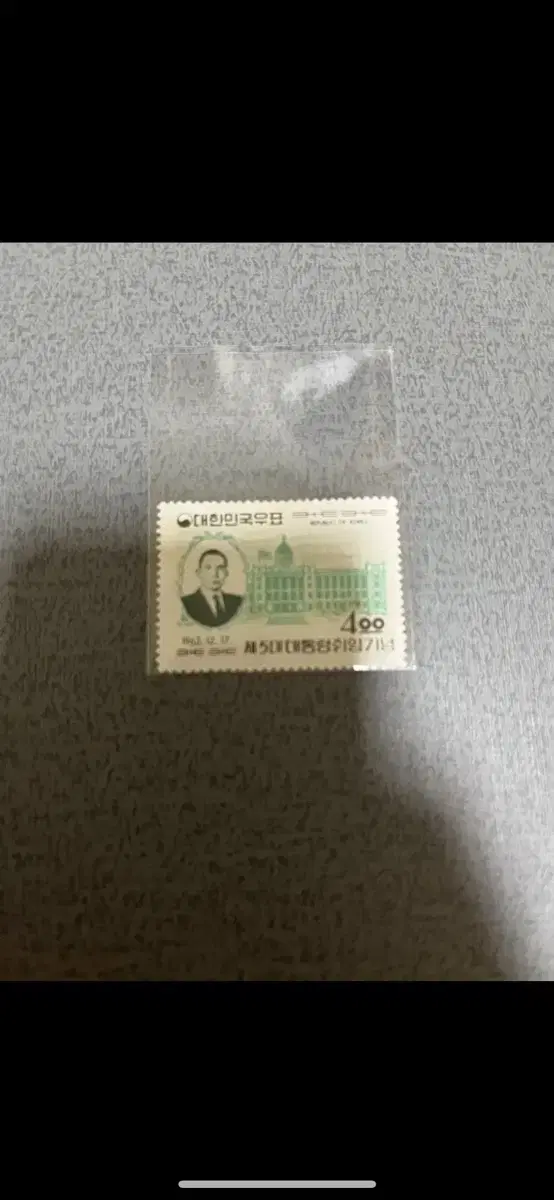 대한민국우표
REPUBLIC OF KOREA
1963. 12. 17
4 00
제5대대통령취임기념